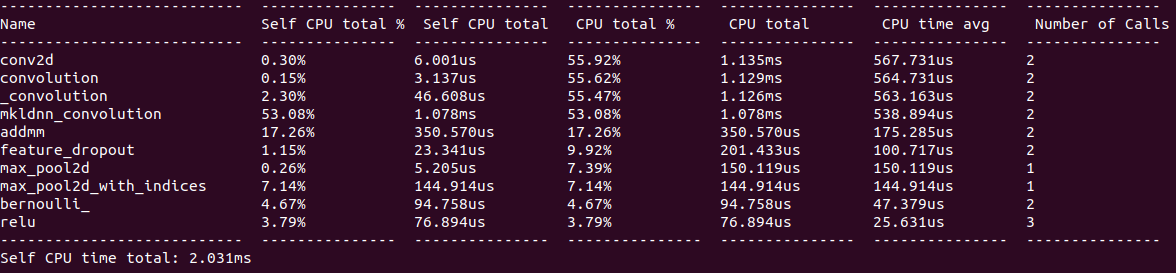 ---------------------------  ---------------  ---------------  ---------------  ---------------  ---------------  ---------------
Name                         Self CPU total %  Self CPU total   CPU total %      CPU total        CPU time avg     Number of Calls
---------------------------  ---------------  ---------------  ---------------  ---------------  ---------------  ---------------
conv2d                       0.30%            6.001us          55.92%           1.135ms          567.731us        2
convolution                  0.15%            3.137us          55.62%           1.129ms          564.731us        2
_convolution                 2.30%            46.608us         55.47%           1.126ms          563.163us        2
mkldnn_convolution           53.08%           1.078ms          53.08%           1.078ms          538.894us        2
addmm                        17.26%           350.570us        17.26%           350.570us        175.285us        2
feature_dropout              1.15%            23.341us         9.92%            201.433us        100.717us        2
max_pool2d                   0.26%            5.205us          7.39%            150.119us        150.119us        1
max_pool2d_with_indices      7.14%            144.914us        7.14%            144.914us        144.914us        1
bernoulli_                   4.67%            94.758us         4.67%            94.758us         47.379us         2
relu                         3.79%            76.894us         3.79%            76.894us         25.631us         3
---------------------------  ---------------  ---------------  ---------------  ---------------  ---------------  ---------------
Self CPU time total: 2.031ms